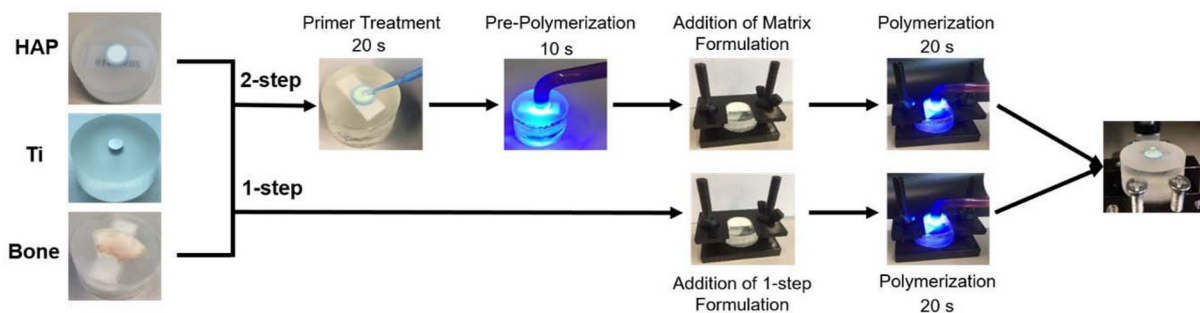 HAP
Ti
Bone
2-step
1-step
Primer Treatment
20 s
Pre-Polymerization
10 s
Addition of Matrix
Formulation
Polymerization
20 s
Addition of 1-step
Formulation
Polymerization
20 s